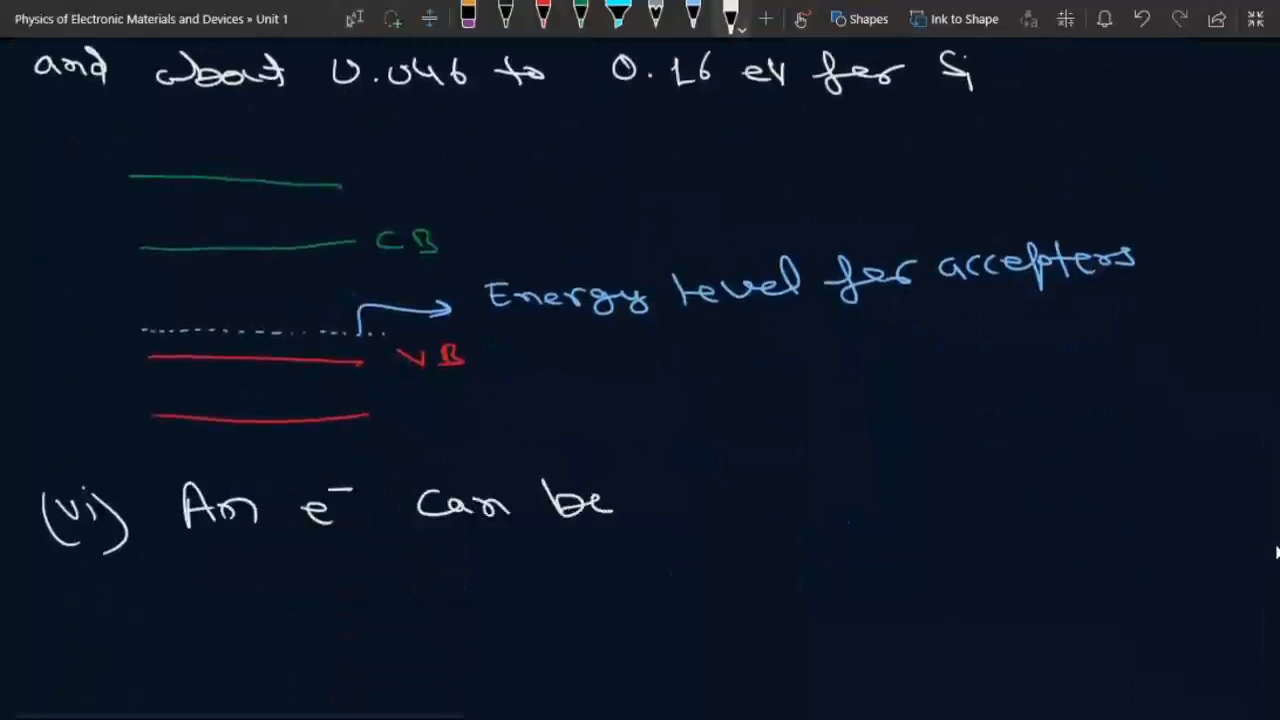 Physics of Electronic Materials and Devices » Unit 1
Shapes
Ink to Shape
and about 0.046 to 0.16 eV for Si
CB
Energy level for accepters
VB
(vi) An e⁻ can be